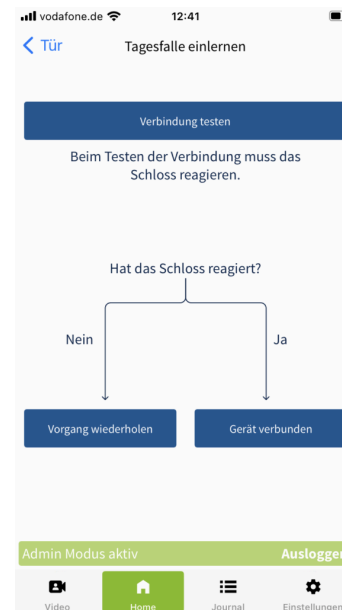 vodafone.de
12:41
Tür
Tagesfalle einlernen
Verbindung testen
Beim Testen der Verbindung muss das
Schloss reagieren.
Hat das Schloss reagiert?
Nein
Ja
Vorgang wiederholen
Gerät verbunden
Admin Modus aktiv
Ausloggen
Video
Home
Journal
Einstellungen